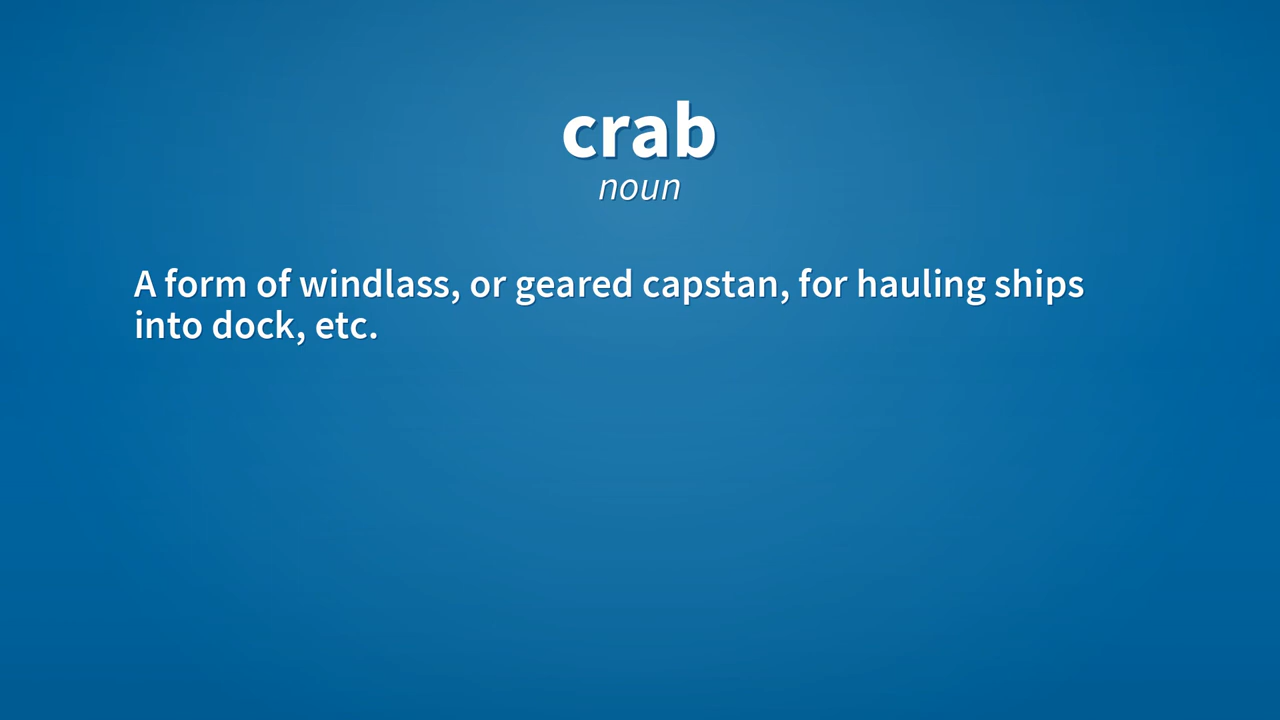 crab
noun
A form of windlass, or geared capstan, for hauling ships
into dock, etc.